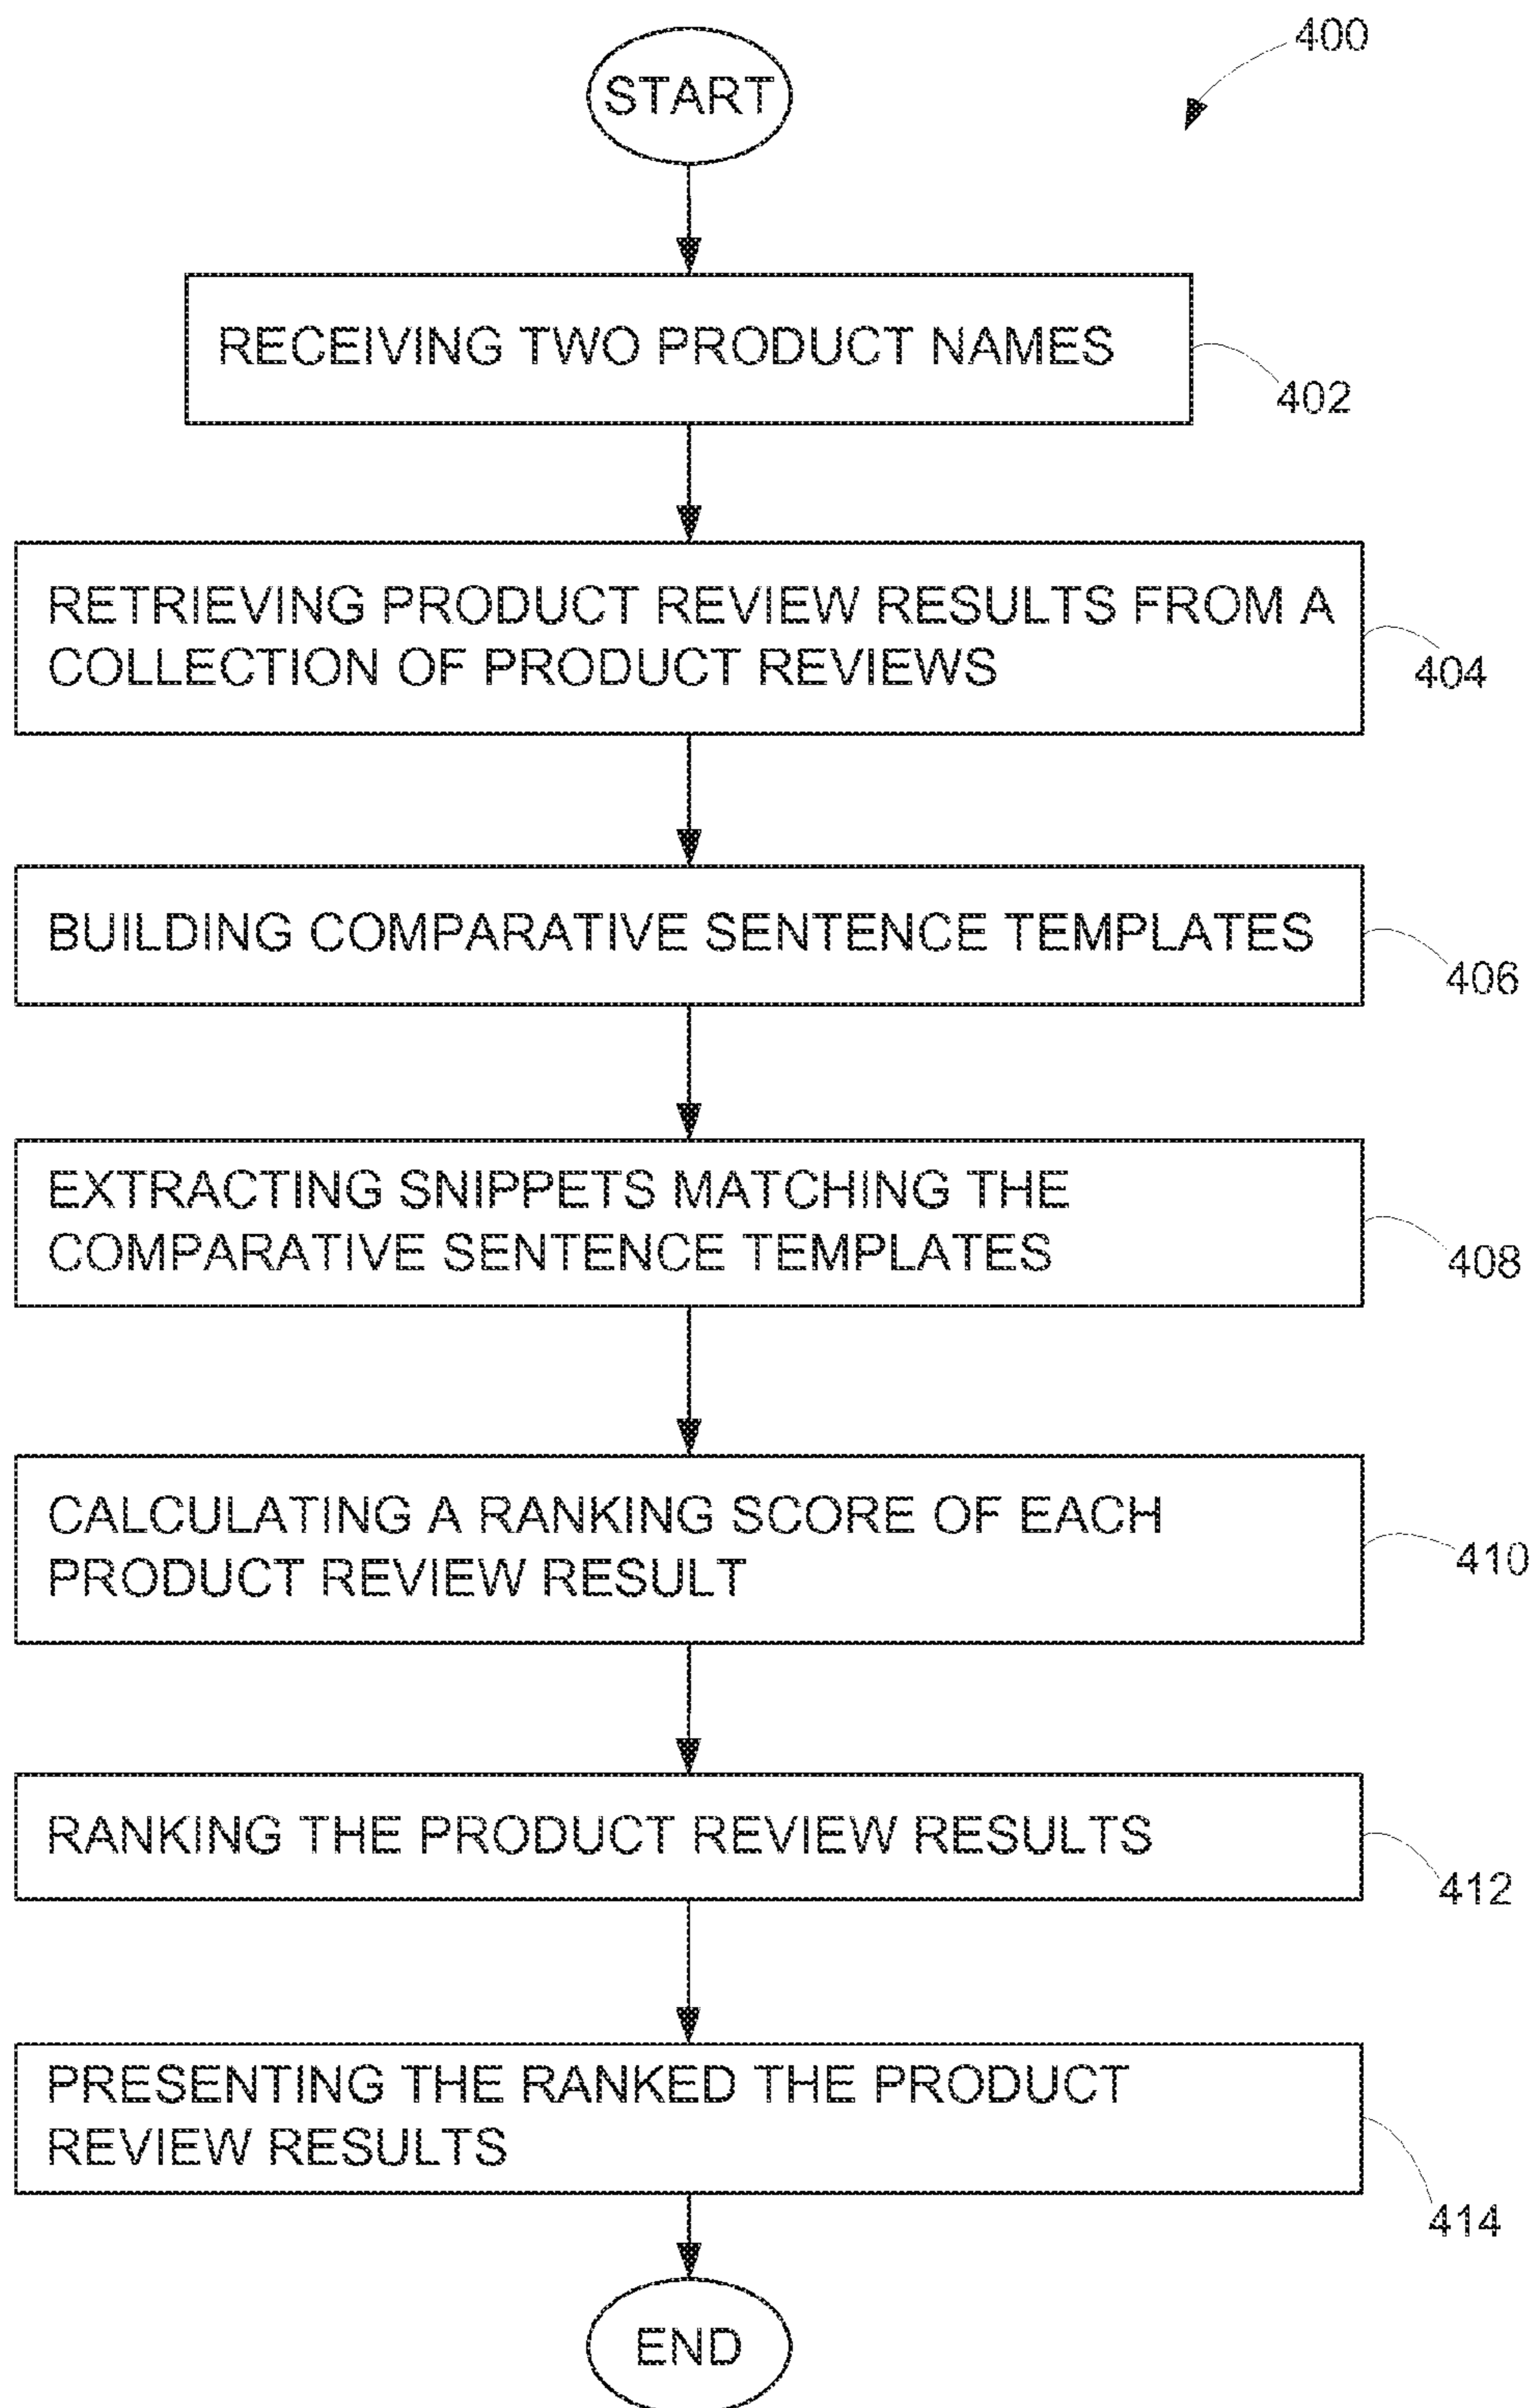 400
START
RECEIVING TWO PRODUCT NAMES
402
RETRIEVING PRODUCT REVIEW RESULTS FROM A
COLLECTION OF PRODUCT REVIEWS
404
BUILDING COMPARATIVE SENTENCE TEMPLATES
406
EXTRACTING SNIPPETS MATCHING THE
COMPARATIVE SENTENCE TEMPLATES
408
CALCULATING A RANKING SCORE OF EACH
PRODUCT REVIEW RESULT
410
RANKING THE PRODUCT REVIEW RESULTS
412
PRESENTING THE RANKED THE PRODUCT
REVIEW RESULTS
414
END